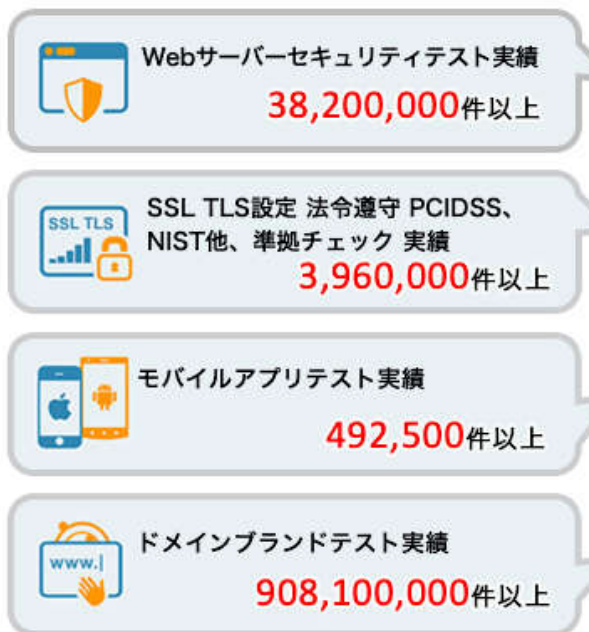 Webサーバーセキュリティテスト実績
38,200,000件以上
SSL TLS
SSL TLS設定 法令遵守 PCIDSS、
NIST他、準拠チェック 実績
3,960,000件以上
モバイルアプリテスト実績
492,500件以上
www.|
ドメインブランドテスト実績
908,100,000件以上